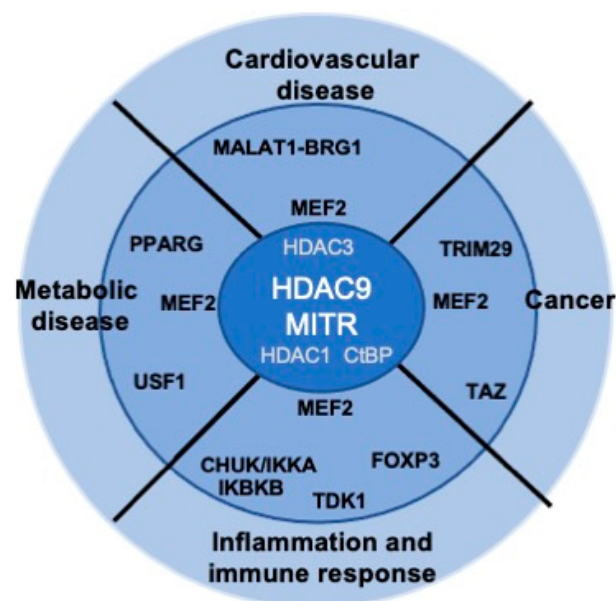 Cardiovascular
disease
MALAT1-BRG1
MEF2
PPARG
HDAC3
TRIM29
Metabolic
disease
MEF2
HDAC9
MITR
MEF2
Cancer
HDAC1 CtBP
USF1
MEF2
TAZ
CHUK/IKKA
IKBKB
FOXP3
TDK1
Inflammation and
immune response